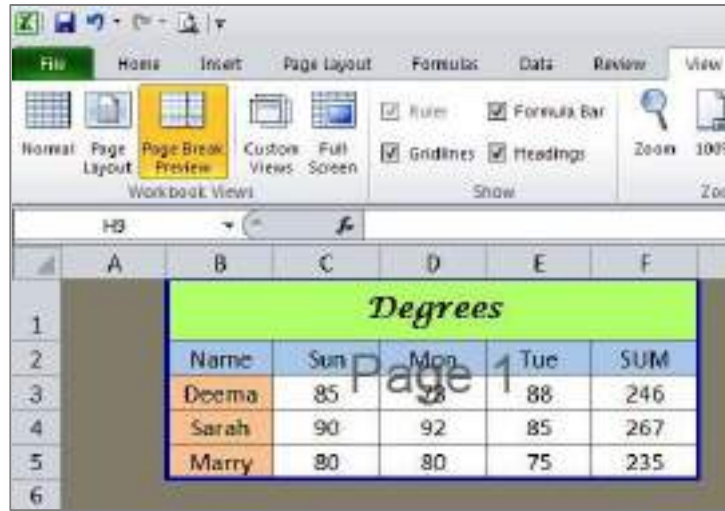 File Home Insert Page Layout Formulas Data Review View
Normal Page Layout Page Break Preview Custom Views Full Screen
Ruler Formula Bar
Gridlines Headings
Zoom 100%
Workbook Views Show
H9 fx
A B C D E F
1 Degrees
2 Name Sun Mon Tue SUM
Page 1
3 Deema 85 88 246
4 Sarah 90 92 85 267
5 Marry 80 80 75 235
6